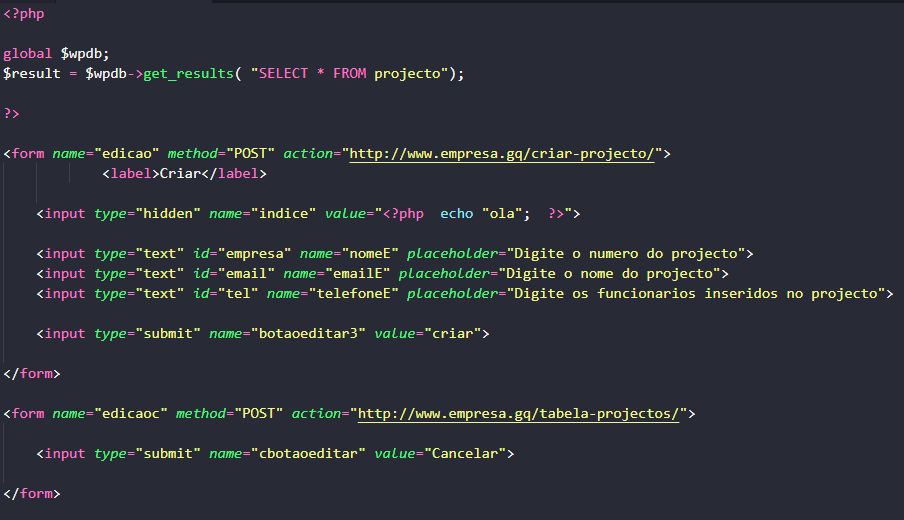 <?php
global $wpdb;
$result = $wpdb->get_results( "SELECT * FROM projecto");
?>
<form name="edicao" method="POST" action="http://www.empresa.gq/criar-projecto/">
<label>Criar</label>
<input type="hidden" name="indice" value="<?php  echo "ola";  ?>">
<input type="text" id="empresa" name="nomeE" placeholder="Digite o numero do projecto">
<input type="text" id="email" name="emailE" placeholder="Digite o nome do projecto">
<input type="text" id="tel" name="telefoneE" placeholder="Digite os funcionarios inseridos no projecto">
<input type="submit" name="botaoeditar3" value="criar">
</form>
<form name="edicaoc" method="POST" action="http://www.empresa.gq/tabela-projectos/">
<input type="submit" name="cbotaoeditar" value="Cancelar">
</form>